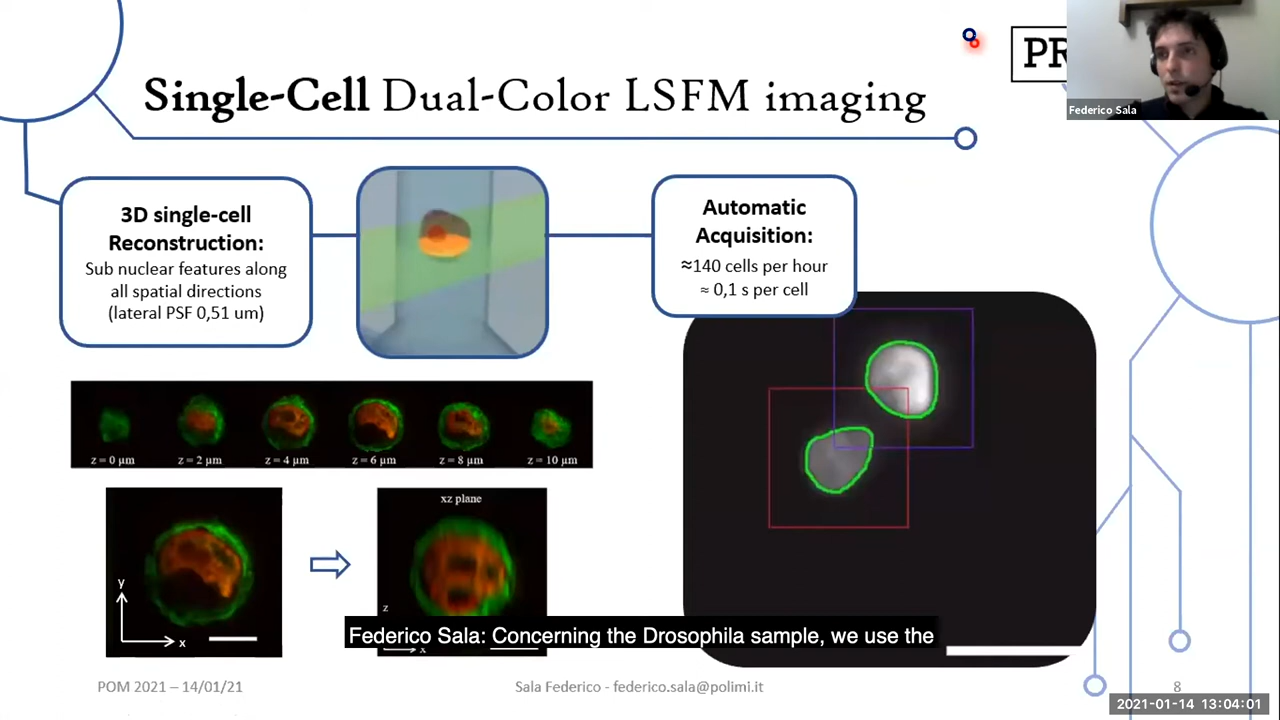 PR
Federico Sala
Single-Cell Dual-Color LSFM imaging
3D single-cell
Reconstruction:
Sub nuclear features along
all spatial directions
(lateral PSF 0,51 um)
Automatic
Acquisition:
≈140 cells per hour
≈ 0,1 s per cell
z = 0 µm
z = 2 µm
z = 4 µm
z = 6 µm
z = 8 µm
z = 10 µm
y
x
xz plane
z
x
Federico Sala: Concerning the Drosophila sample, we use the
POM 2021 – 14/01/21
Sala Federico - federico.sala@polimi.it
8
2021-01-14 13:04:01